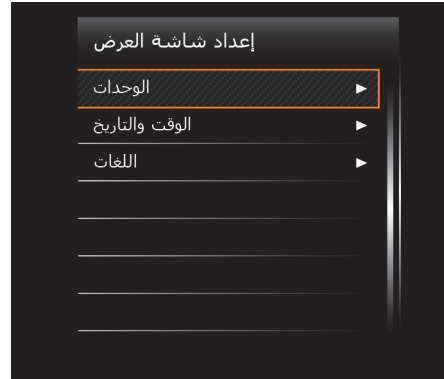 إعداد شاشة العرض
الوحدات
الوقت والتاريخ
اللغات